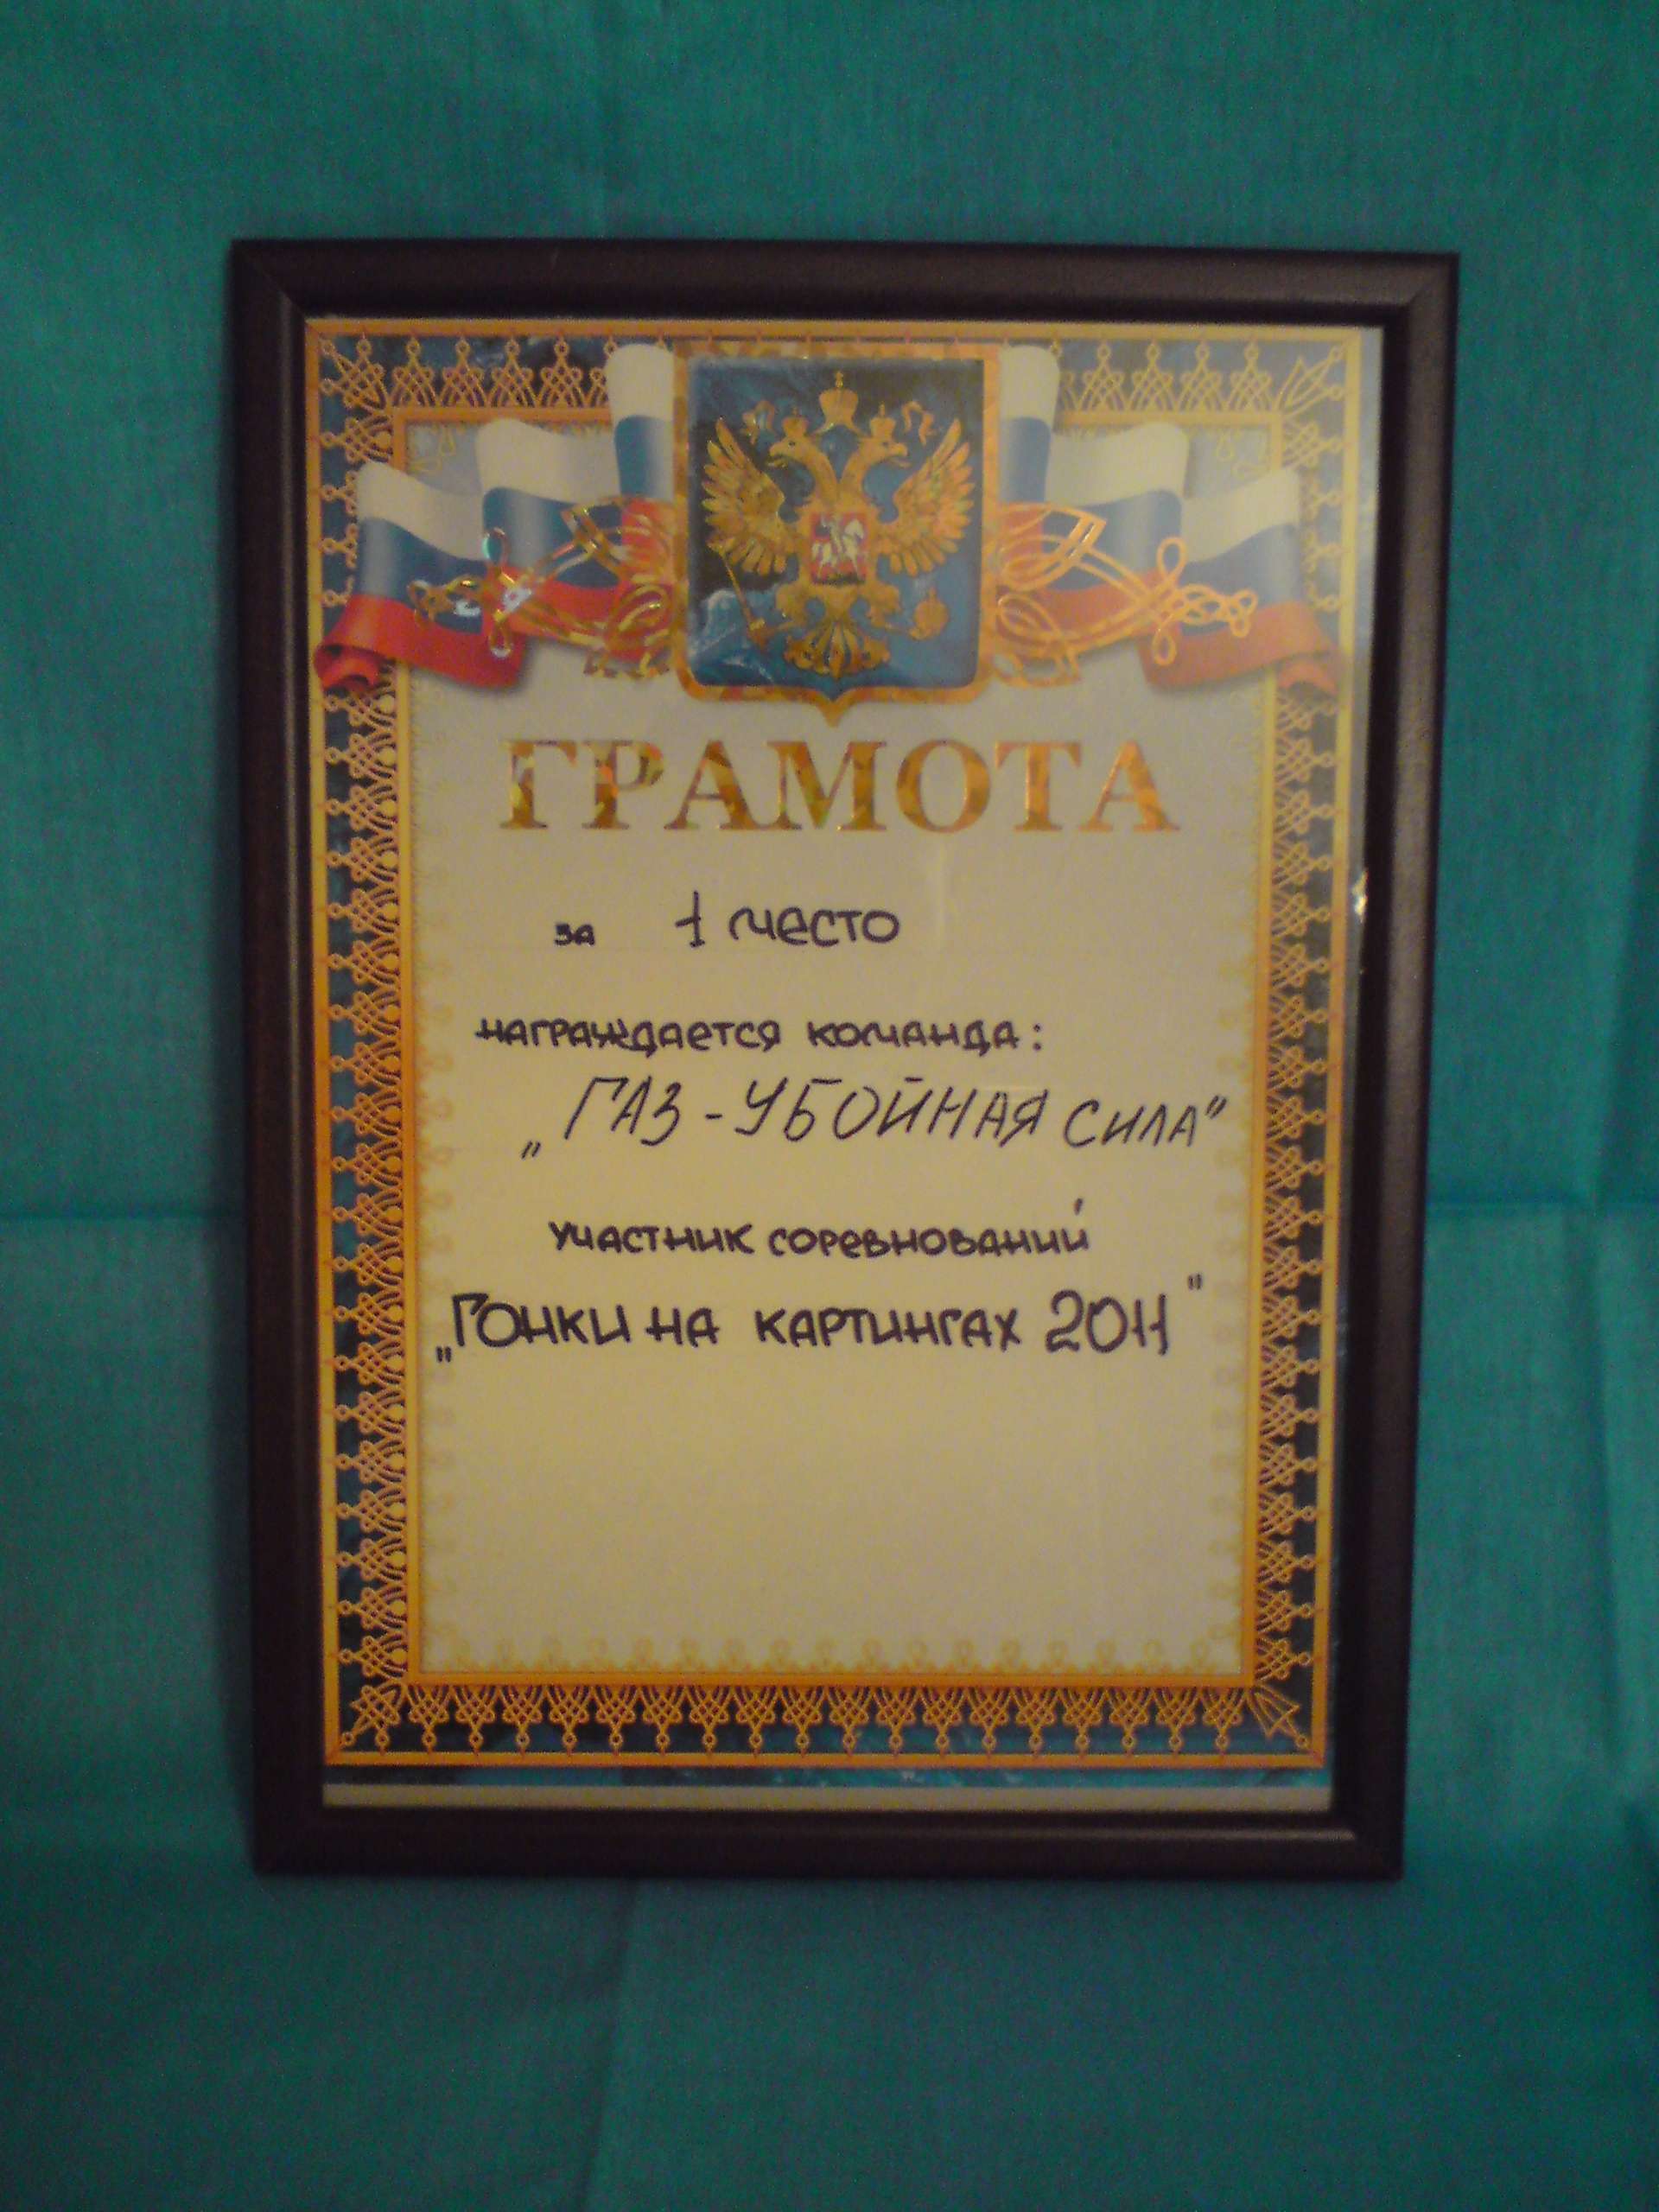 ГРАМОТА
за 1 место
награждается команда:
„ГАЗ-УБОЙНАЯ СИЛА"
участник соревнований
„Гонки на картингах 2011"